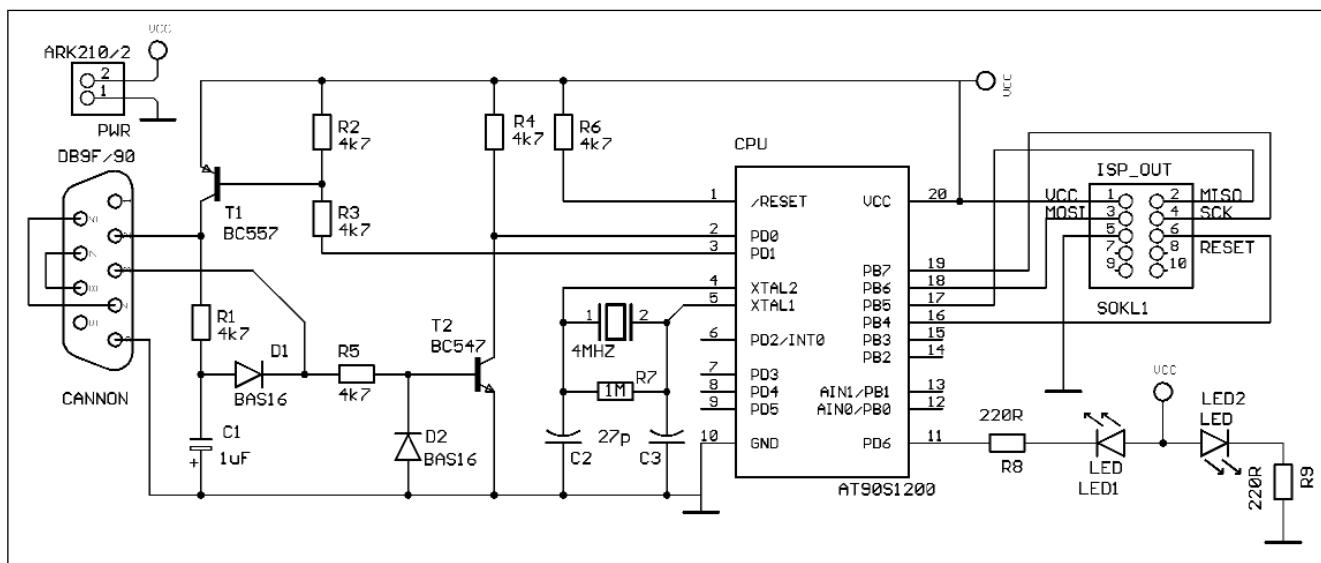 ARK210/2
VCC
2
1
PWR
DB9F/90
CANNON
T1
BC557
R2
4k7
R3
4k7
R4
4k7
R6
4k7
R1
4k7
D1
BAS16
R5
4k7
C1
1uF
+
D2
BAS16
T2
BC547
1
2
4MHZ
R7
1M
27p
C2
C3
CPU
1
/RESET
2
PD0
3
PD1
4
XTAL2
5
XTAL1
6
PD2/INT0
7
PD3
8
PD4
9
PD5
10
GND
VCC
20
PB7
19
PB6
18
PB5
17
PB4
16
PB3
15
PB2
14
AIN1/PB1
13
AIN0/PB0
12
PD6
11
AT90S1200
VCC
ISP_OUT
VCC
1
2
MISO
MOSI
3
4
SCK
5
6
RESET
7
8
9
10
SOKL1
220R
R8
LED
LED1
VCC
LED2
LED
220R
R9